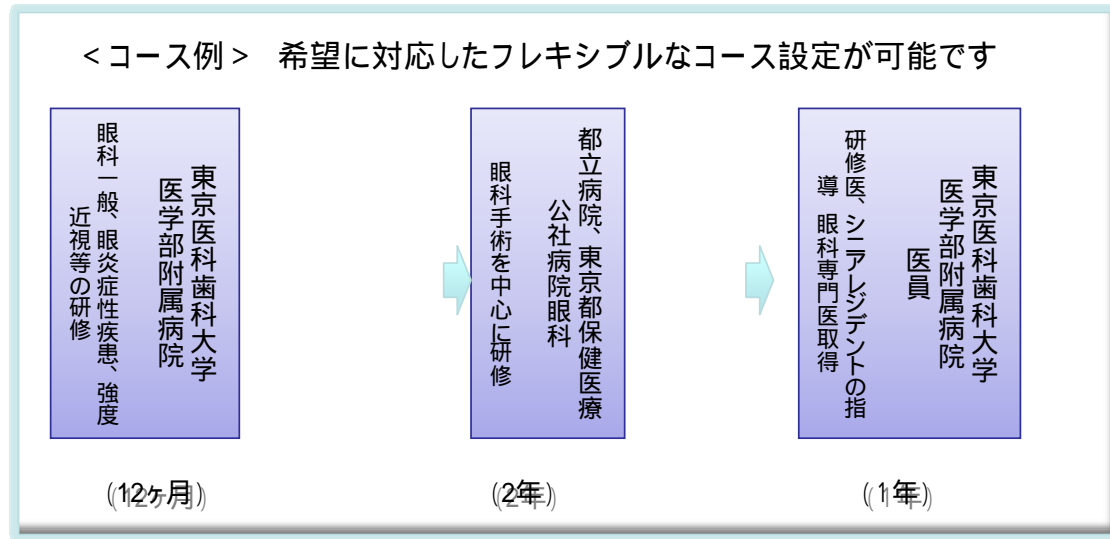 <コース例>　希望に対応したフレキシブルなコース設定が可能です
東京医科歯科大学
医学部附属病院
眼科一般、眼炎症性疾患、強度
近視等の研修
(12ヶ月)
都立病院、東京都保健医療
公社病院眼科
眼科手術を中心に研修
(2年)
東京医科歯科大学
医学部附属病院
医員
研修医、シニアレジデントの指
導　眼科専門医取得
(1年)